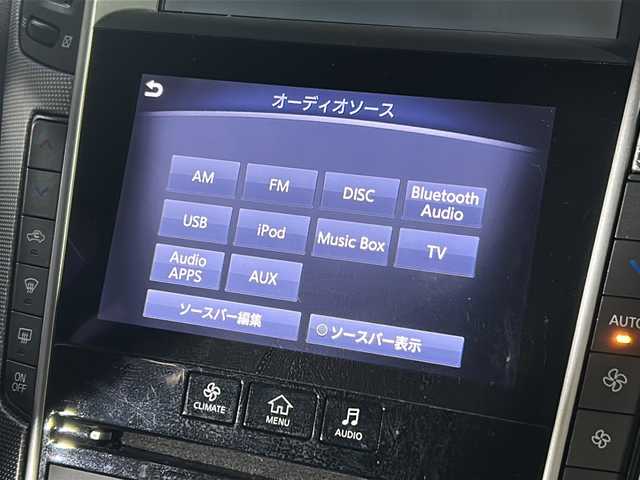 オーディオソース
AM
FM
DISC
Bluetooth
Audio
USB
iPod
Music Box
TV
Audio
APPS
AUX
ソースバー編集
ソースバー表示
ON
OFF
CLIMATE
MENU
AUDIO
AUTO